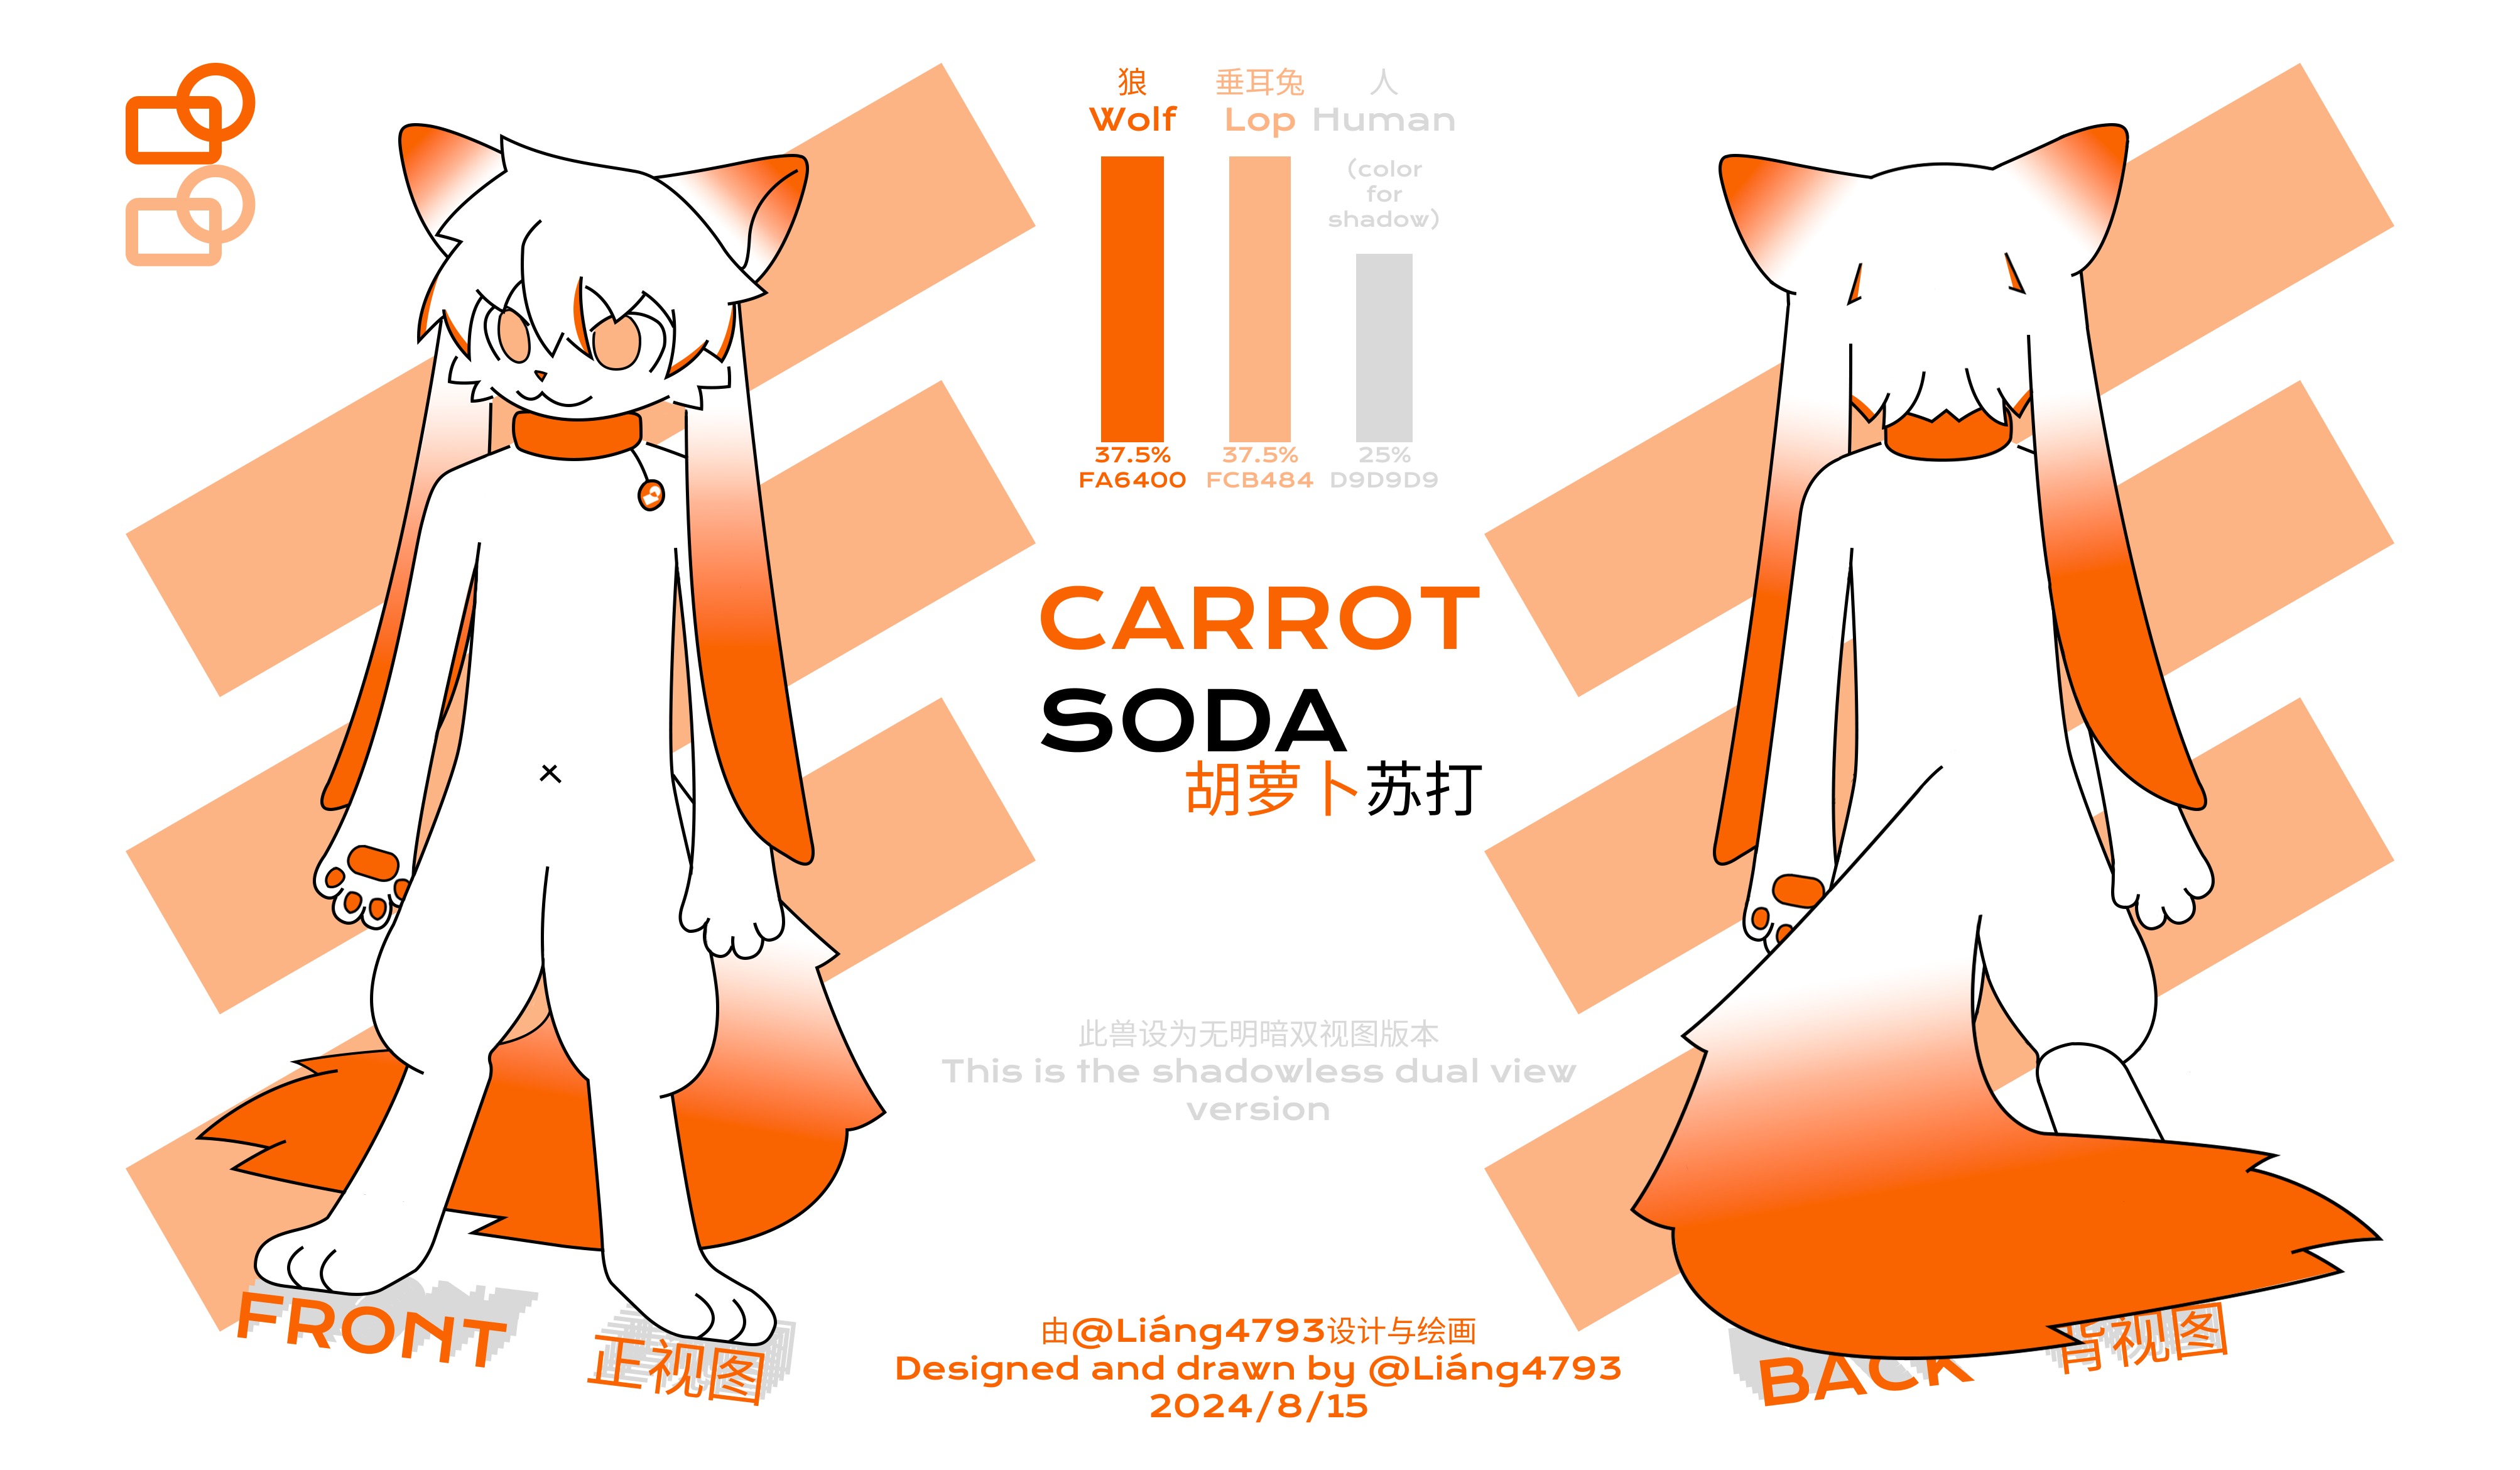 狼 垂耳兔 人
Wolf Lop Human
(color
for
shadow)
37.5% 37.5% 25%
FA6400 FCB484 D9D9D9
CARROT
SODA
胡萝卜苏打
此兽设为无明暗双视图版本
This is the shadowless dual view
version
FRONT
正视图
由@Liáng4793设计与绘画
Designed and drawn by @Liáng4793
2024/8/15
BACK
背视图